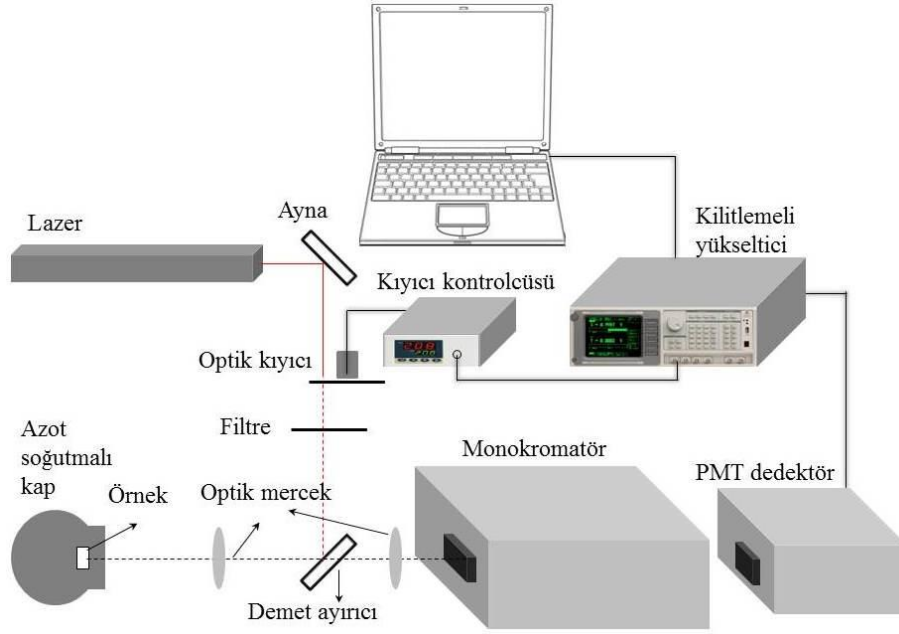 Ayna
Lazer
Kilitlemeli
yükseltici
Kıyıcı kontrolcüsü
Optik kıyıcı
Filtre
Azot
soğutmalı
kap
Örnek
Optik mercek
Monokromatör
PMT dedektör
Demet ayırıcı